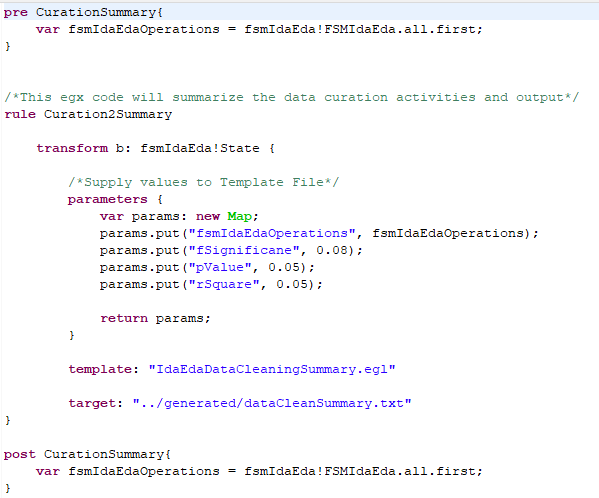 pre CurationSummary{
    var fsmIdaEdaOperations = fsmIdaEda!FSMIdaEda.all.first;
}
/*This egx code will summarize the data curation activities and output*/
rule Curation2Summary
    transform b: fsmIdaEda!State {
        /*Supply values to Template File*/
        parameters {
            var params: new Map;
            params.put("fsmIdaEdaOperations", fsmIdaEdaOperations);
            params.put("fSignificane", 0.08);
            params.put("pValue", 0.05);
            params.put("rSquare", 0.05);
            return params;
        }
        template: "IdaEdaDataCleaningSummary.egl"
        target: "../generated/dataCleanSummary.txt"
}
post CurationSummary{
    var fsmIdaEdaOperations = fsmIdaEda!FSMIdaEda.all.first;
}